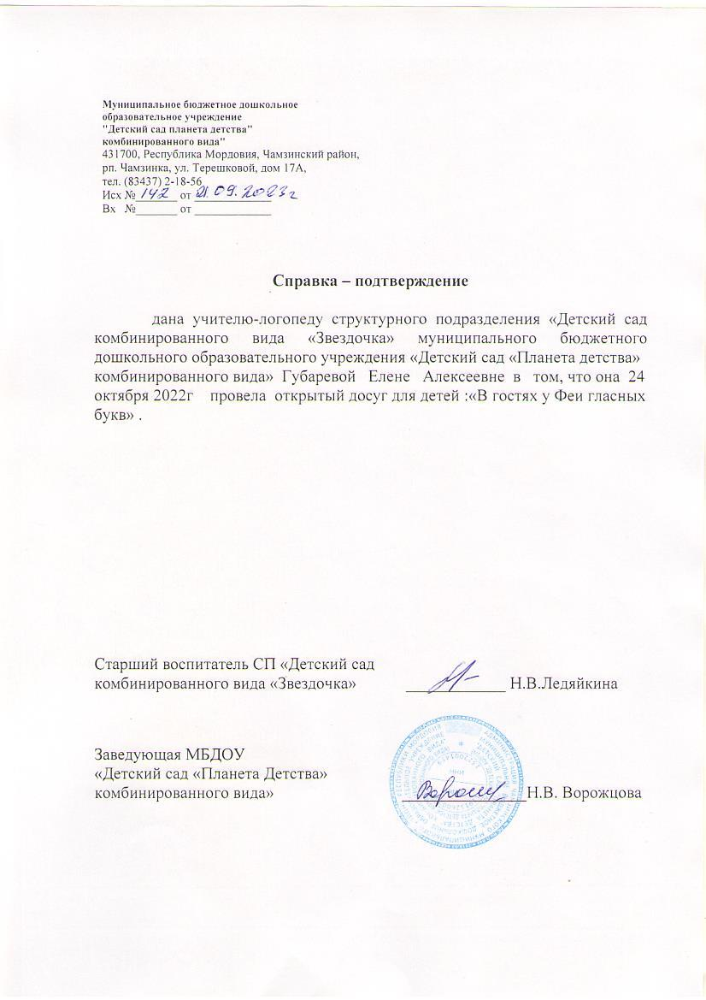 Муниципальное бюджетное дошкольное
образовательное учреждение
"Детский сад планета детства"
комбинированного вида"
431700, Республика Мордовия, Чамзинский район,
рп. Чамзинка, ул. Терешковой, дом 17А,
тел. (83437) 2-18-56
Исх № 142 от 21.09.2023 г
Вх № _______ от _____________
Справка – подтверждение
дана учителю-логопеду структурного подразделения «Детский сад
комбинированного вида «Звездочка» муниципального бюджетного
дошкольного образовательного учреждения «Детский сад «Планета детства»
комбинированного вида» Губаревой Елене Алексеевне в том, что она 24
октября 2022г провела открытый досуг для детей :«В гостях у Феи гласных
букв» .
Старший воспитатель СП «Детский сад
комбинированного вида «Звездочка» ____________ Н.В.Ледяйкина
Заведующая МБДОУ
«Детский сад «Планета Детства»
комбинированного вида» _______________Н.В. Ворожцова